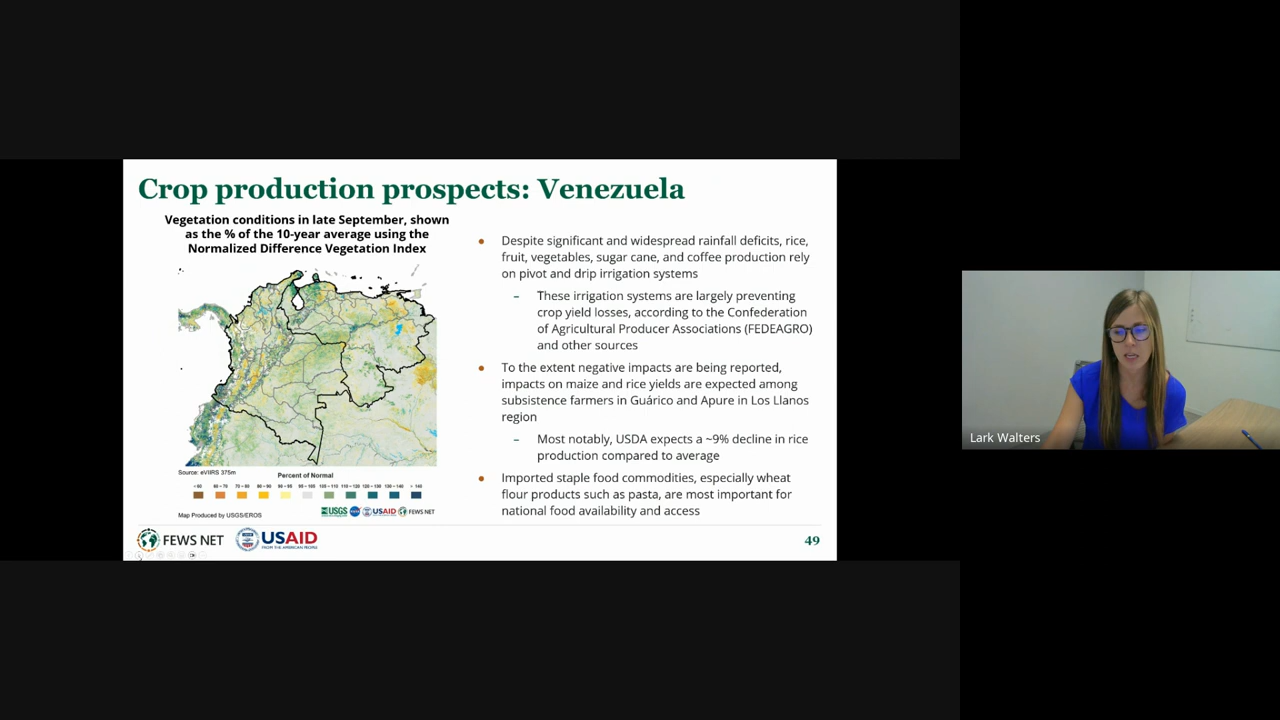 Crop production prospects: Venezuela
Vegetation conditions in late September, shown
as the % of the 10-year average using the
Normalized Difference Vegetation Index
Source: eVIIRS 375m
Percent of Normal
Map Produced by USGS/EROS
USGS
USAID
FEWS NET
● Despite significant and widespread rainfall deficits, rice,
fruit, vegetables, sugar cane, and coffee production rely
on pivot and drip irrigation systems
– These irrigation systems are largely preventing
crop yield losses, according to the Confederation
of Agricultural Producer Associations (FEDEAGRO)
and other sources
● To the extent negative impacts are being reported,
impacts on maize and rice yields are expected among
subsistence farmers in Guárico and Apure in Los Llanos
region
– Most notably, USDA expects a ~9% decline in rice
production compared to average
● Imported staple food commodities, especially wheat
flour products such as pasta, are most important for
national food availability and access
FEWS NET
USAID
FROM THE AMERICAN PEOPLE
49
Lark Walters